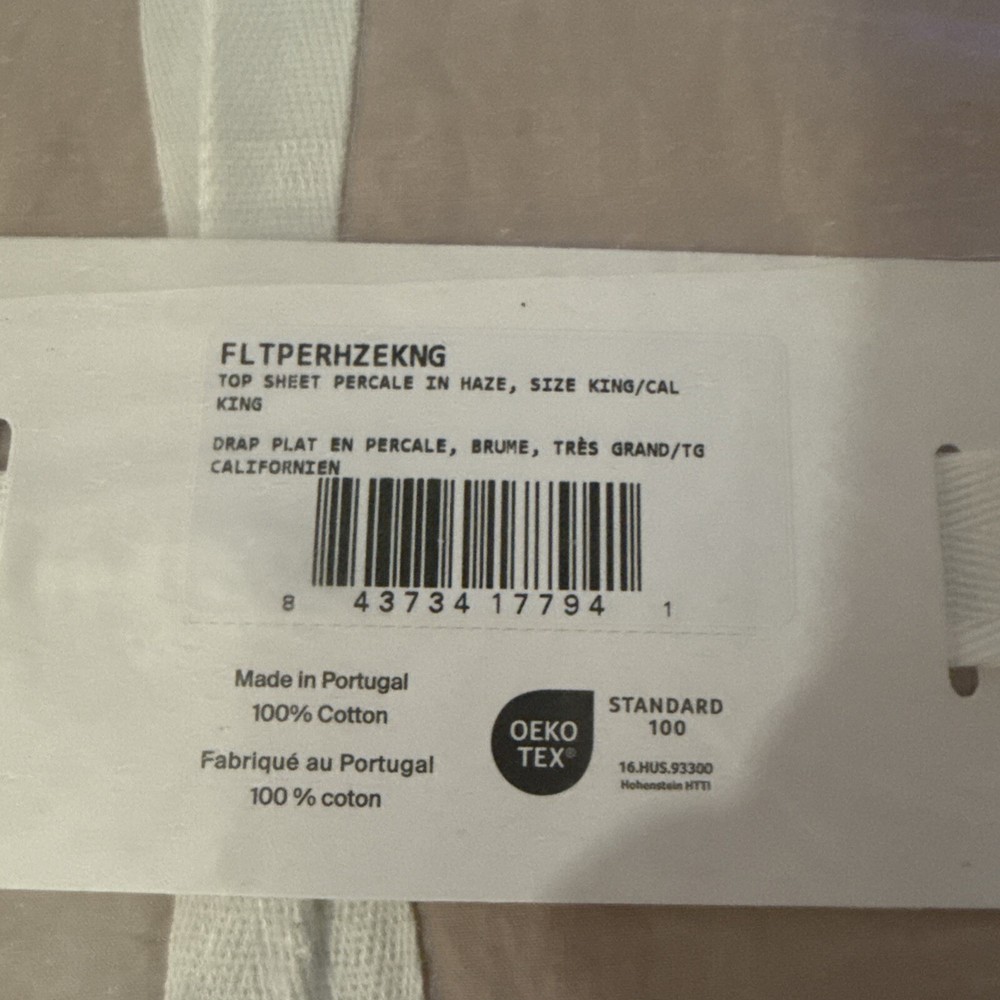 FLTPERHZEKNG
TOP SHEET PERCALE IN HAZE, SIZE KING/CAL
KING
DRAP PLAT EN PERCALE, BRUME, TRÈS GRAND/TG
CALIFORNIEN
8 43734 17794 1
Made in Portugal
100% Cotton
Fabriqué au Portugal
100 % coton
OEKO
TEX®
STANDARD
100
16.HUS.93300
Hohenstein HTTI